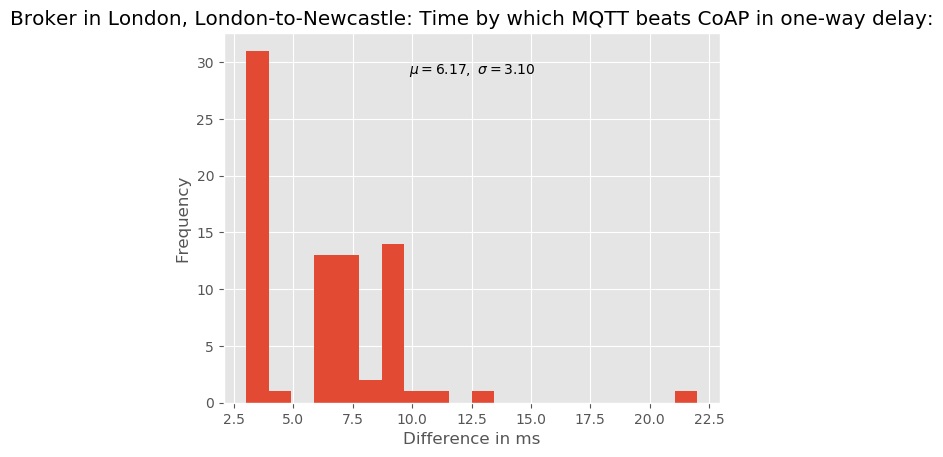 Broker in London, London-to-Newcastle: Time by which MQTT beats CoAP in one-way delay:
μ = 6.17, σ = 3.10
30
25
20
15
10
5
0
Frequency
2.5 5.0 7.5 10.0 12.5 15.0 17.5 20.0 22.5
Difference in ms